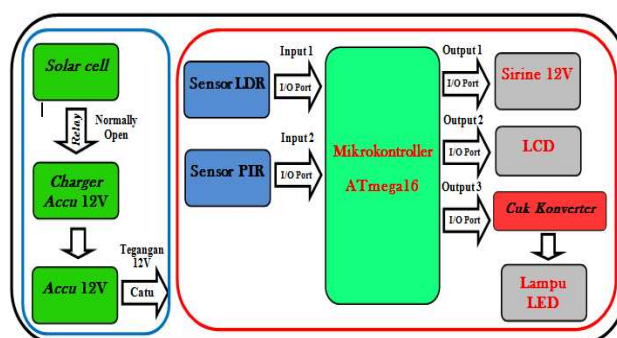 Solar cell
Relay
Normally
Open
Charger
Accu 12V
Accu 12V
Tegangan
12V
Catu
Sensor LDR
Sensor PIR
Input 1
I/O Port
Input 2
I/O Port
Mikrokontroller
ATmega16
Output 1
I/O Port
Output 2
I/O Port
Output 3
I/O Port
Sirine 12V
LCD
Cuk Konverter
Lampu
LED